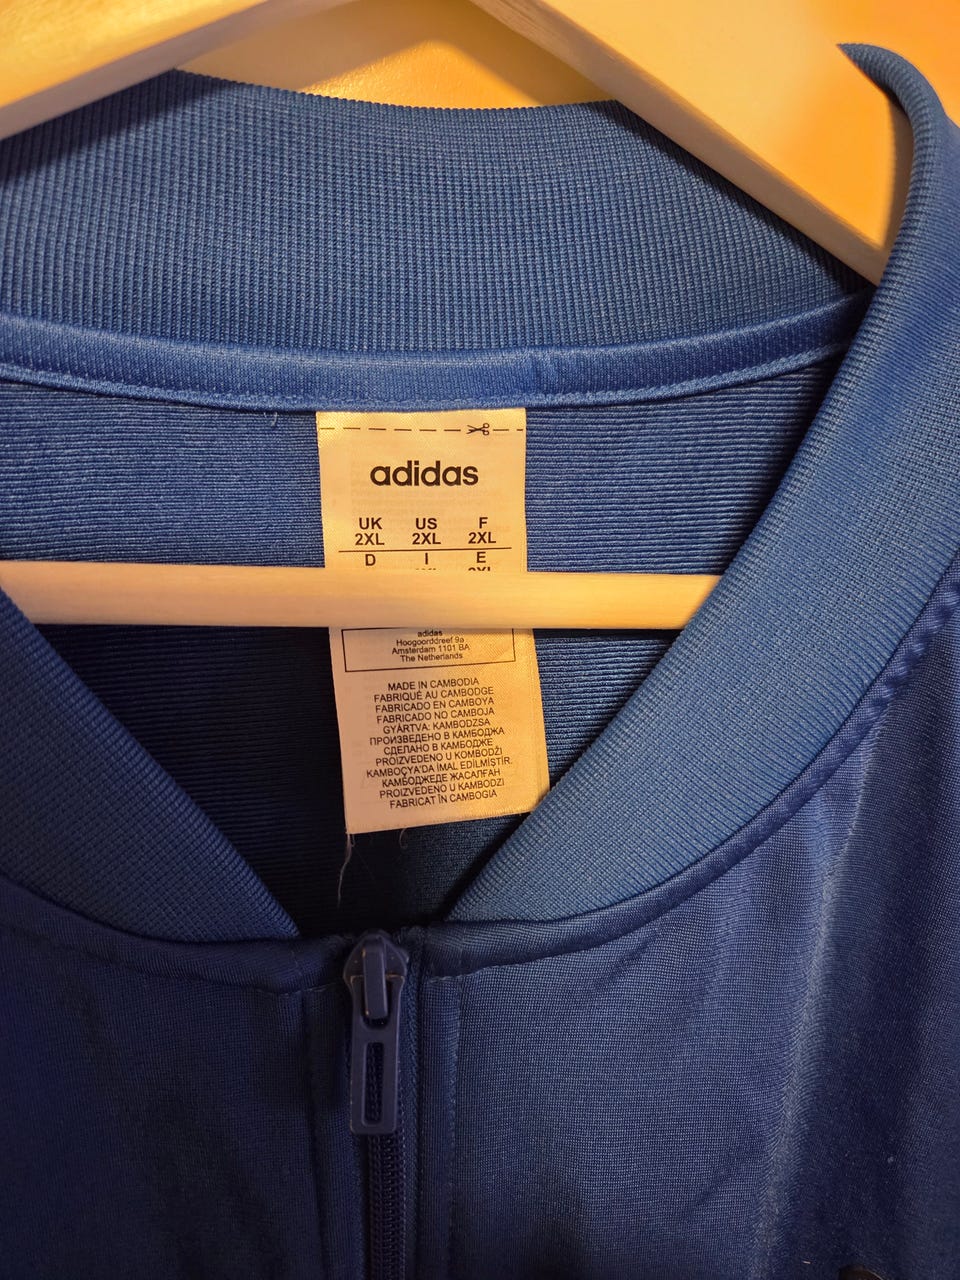 adidas
UK US F
2XL 2XL 2XL
D I E
2XL
adidas
Hoogoorddreef 9a
Amsterdam 1101 BA
The Netherlands
MADE IN CAMBODIA
FABRIQUÉ AU CAMBODGE
FABRICADO EN CAMBOYA
FABRICADO NO CAMBOJA
GYÁRTVA: KAMBODZSA
ПРОИЗВЕДЕНО В КАМБОДЖА
СДЕЛАНО В КАМБОДЖЕ
PROIZVEDENO U KOMBODŽI
KAMBOÇYA'DA İMAL EDİLMİŞTİR.
КАМБОДЖЕДЕ ЖАСАЛҒАН
PROIZVEDENO U KAMBODZI
FABRICAT ÎN CAMBOGIA